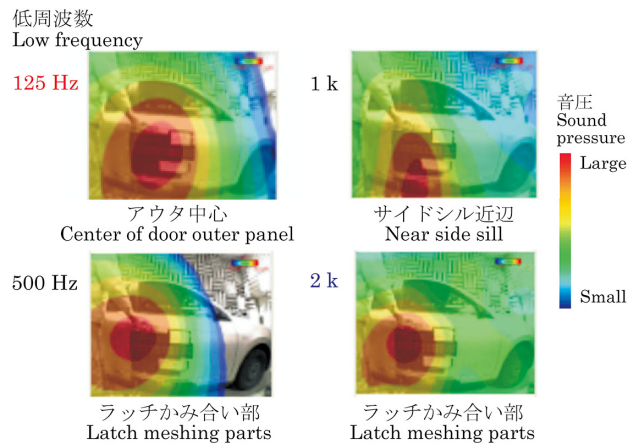 低周波数
Low frequency
125 Hz
アウタ中心
Center of door outer panel
1 k
サイドシル近辺
Near side sill
500 Hz
ラッチかみ合い部
Latch meshing parts
2 k
ラッチかみ合い部
Latch meshing parts
音圧
Sound
pressure
Large
Small